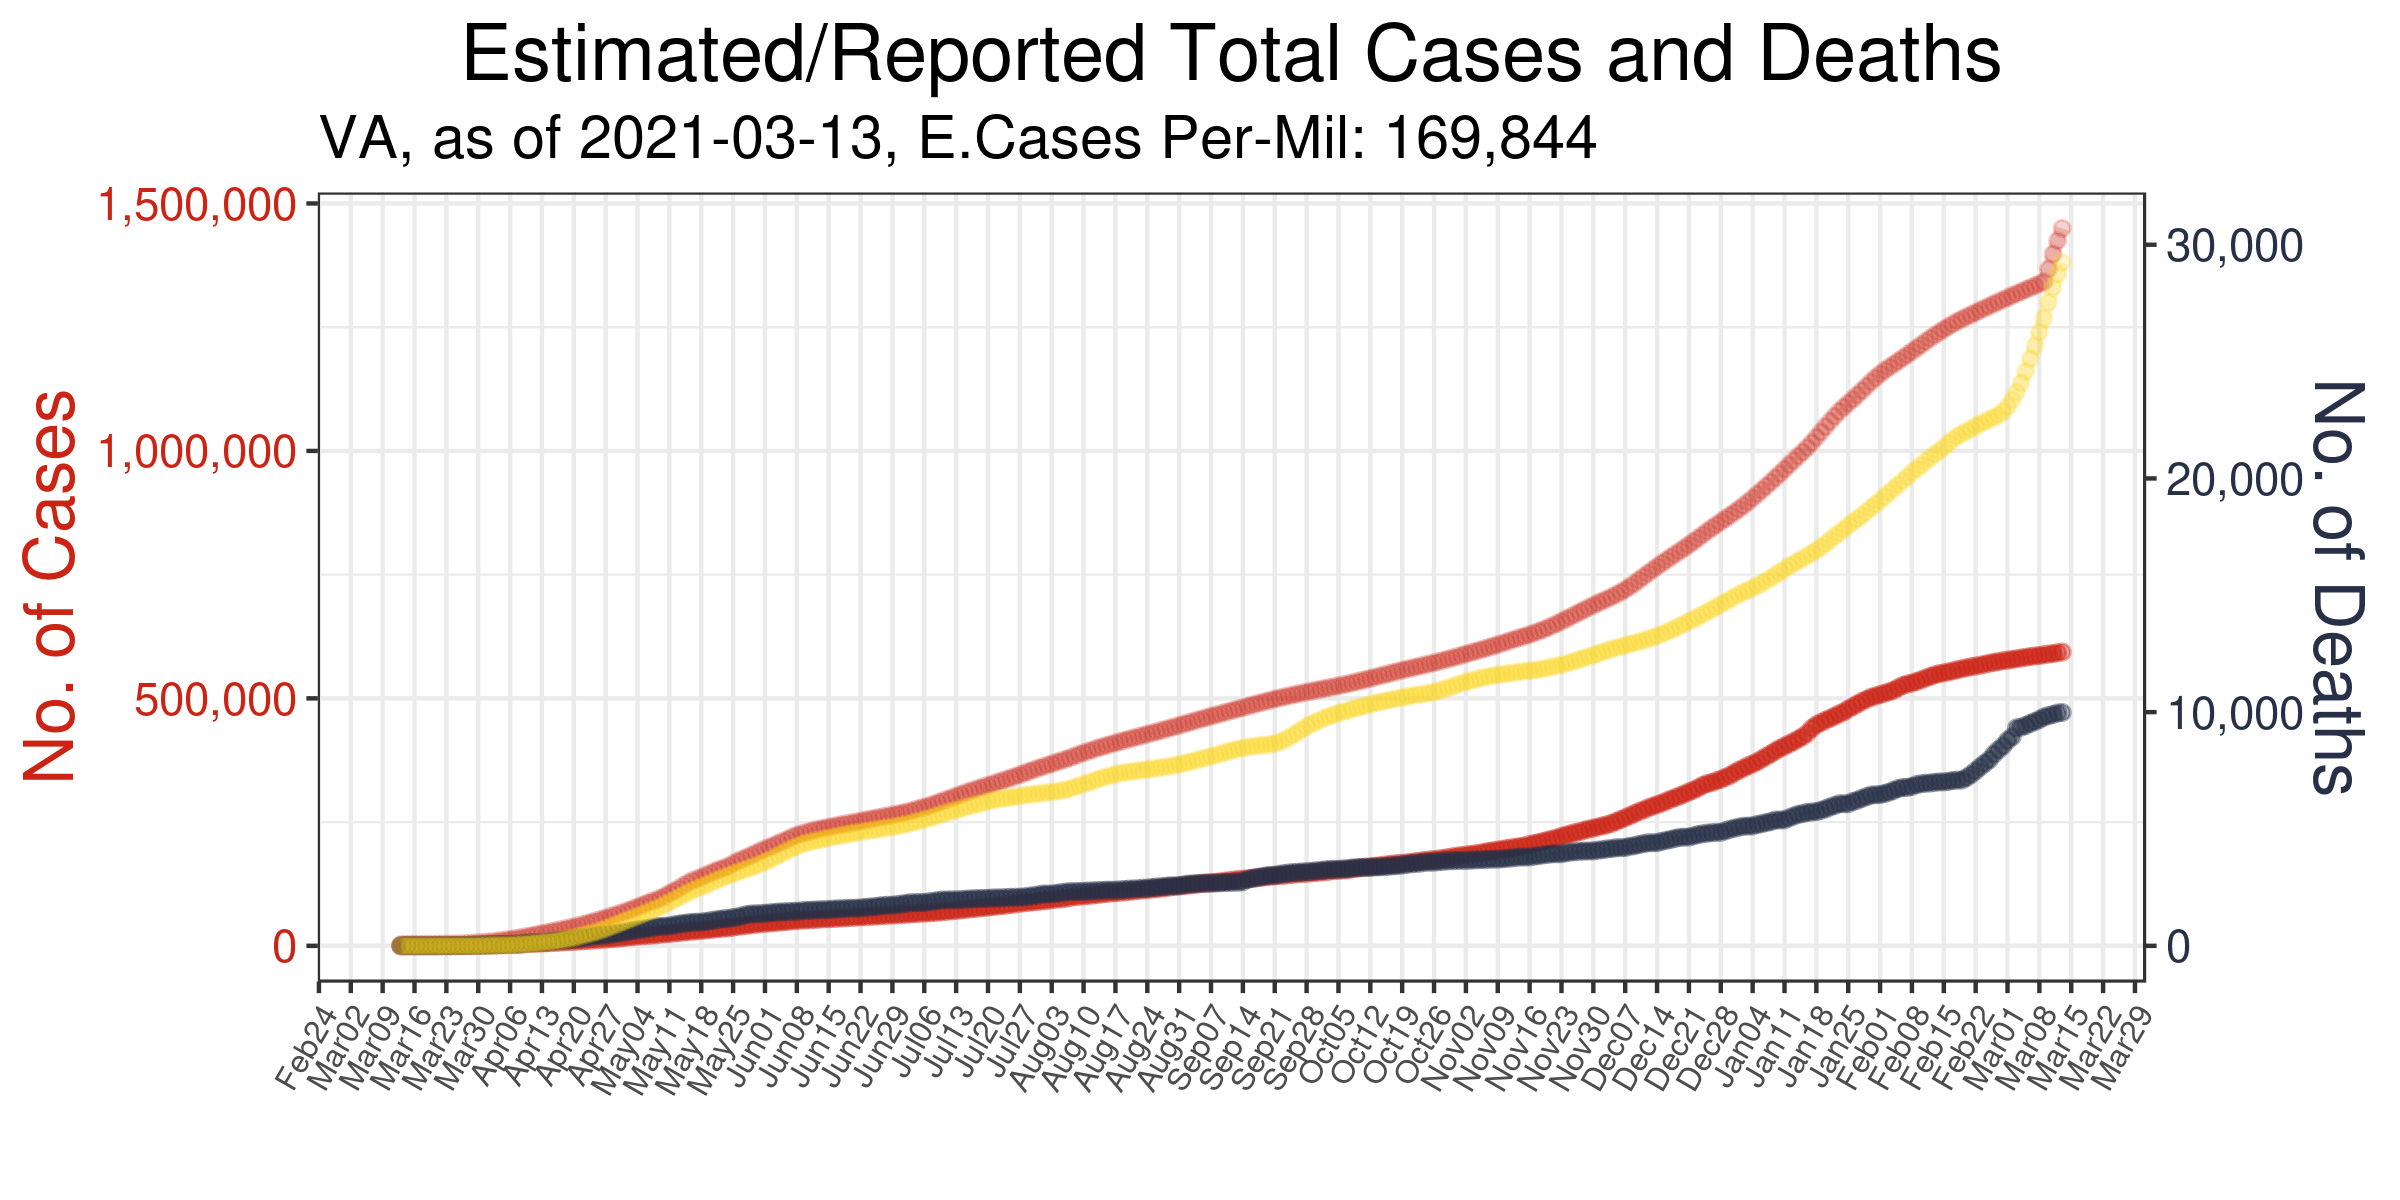 Estimated/Reported Total Cases and Deaths
VA, as of 2021-03-13, E.Cases Per-Mil: 169,844
No. of Cases
1,500,000
1,000,000
500,000
0
30,000
20,000
10,000
0
No. of Deaths
Feb24
Mar02
Mar09
Mar16
Mar23
Mar30
Apr06
Apr13
Apr20
Apr27
May04
May11
May18
May25
Jun01
Jun08
Jun15
Jun22
Jun29
Jul06
Jul13
Jul20
Jul27
Aug03
Aug10
Aug17
Aug24
Aug31
Sep07
Sep14
Sep21
Sep28
Oct05
Oct12
Oct19
Oct26
Nov02
Nov09
Nov16
Nov23
Nov30
Dec07
Dec14
Dec21
Dec28
Jan04
Jan11
Jan18
Jan25
Feb01
Feb08
Feb15
Feb22
Mar01
Mar08
Mar15
Mar22
Mar29